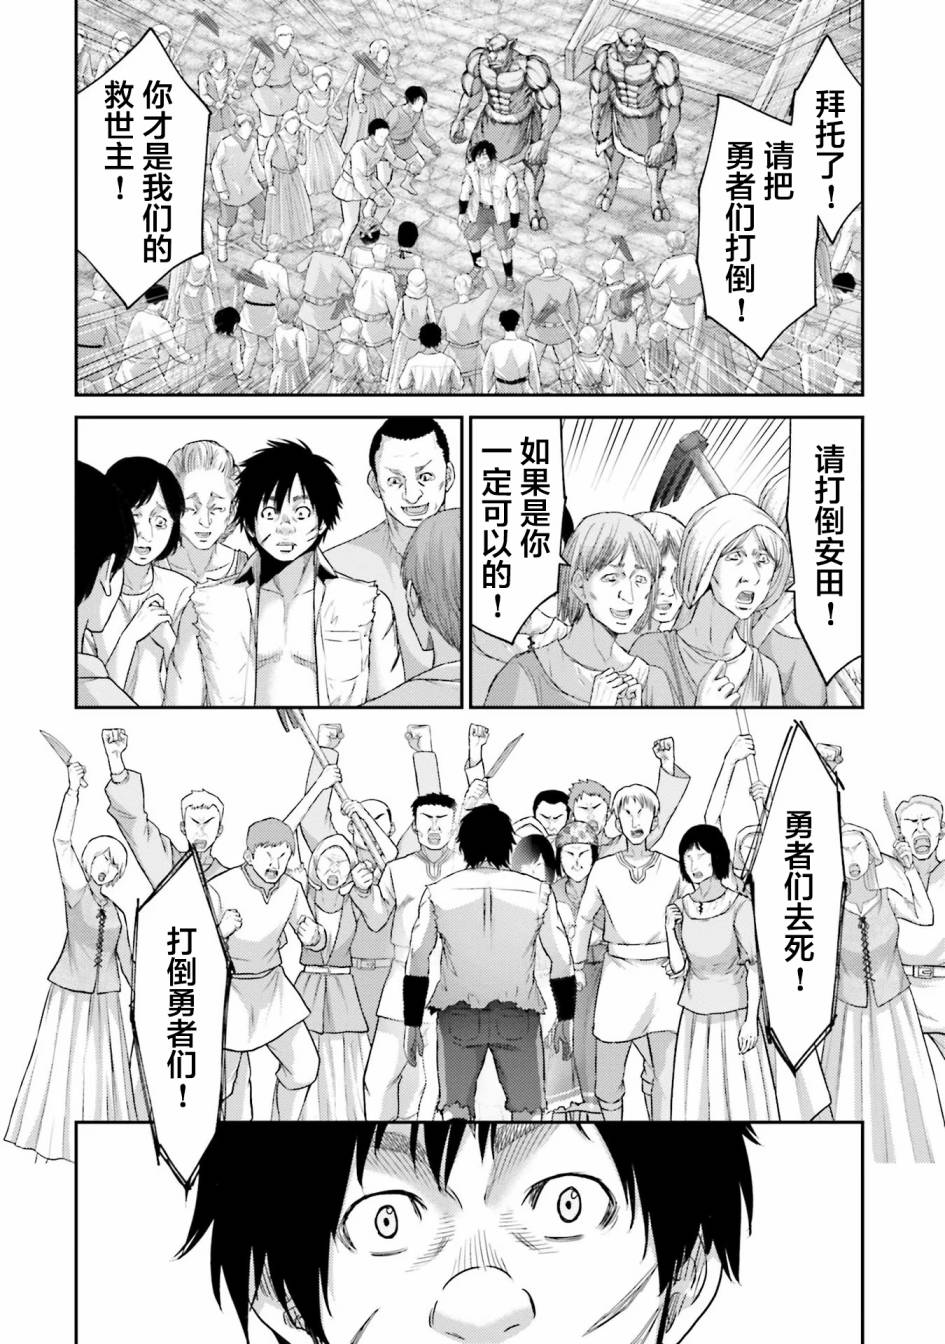 拜托了！
请把
勇者们打倒！
你才是我们的
救世主！
请打倒安田！
如果是你
一定可以的！
勇者们去死！
打倒勇者们！